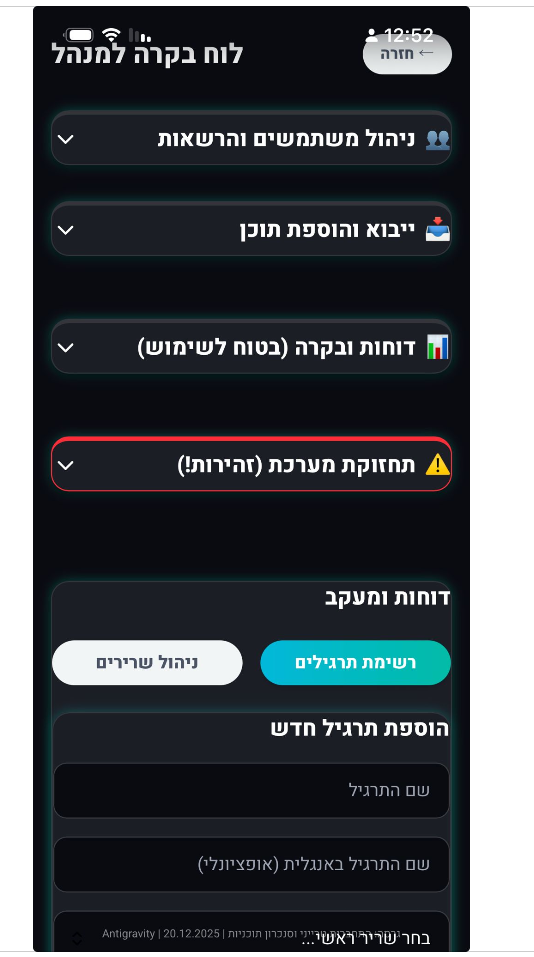 12:52
לוח בקרה למנהל
← חזרה
ניהול משתמשים והרשאות
ייבוא והוספת תוכן
דוחות ובקרה (בטוח לשימוש)
תחזוקת מערכת (זהירות!)
דוחות ומעקב
רשימת תרגילים
ניהול שרירים
הוספת תרגיל חדש
שם התרגיל
שם התרגיל באנגלית (אופציונלי)
בחר שריר ראשי...
וסנכרון תוכניות | 20.12.2025 | Antigravity